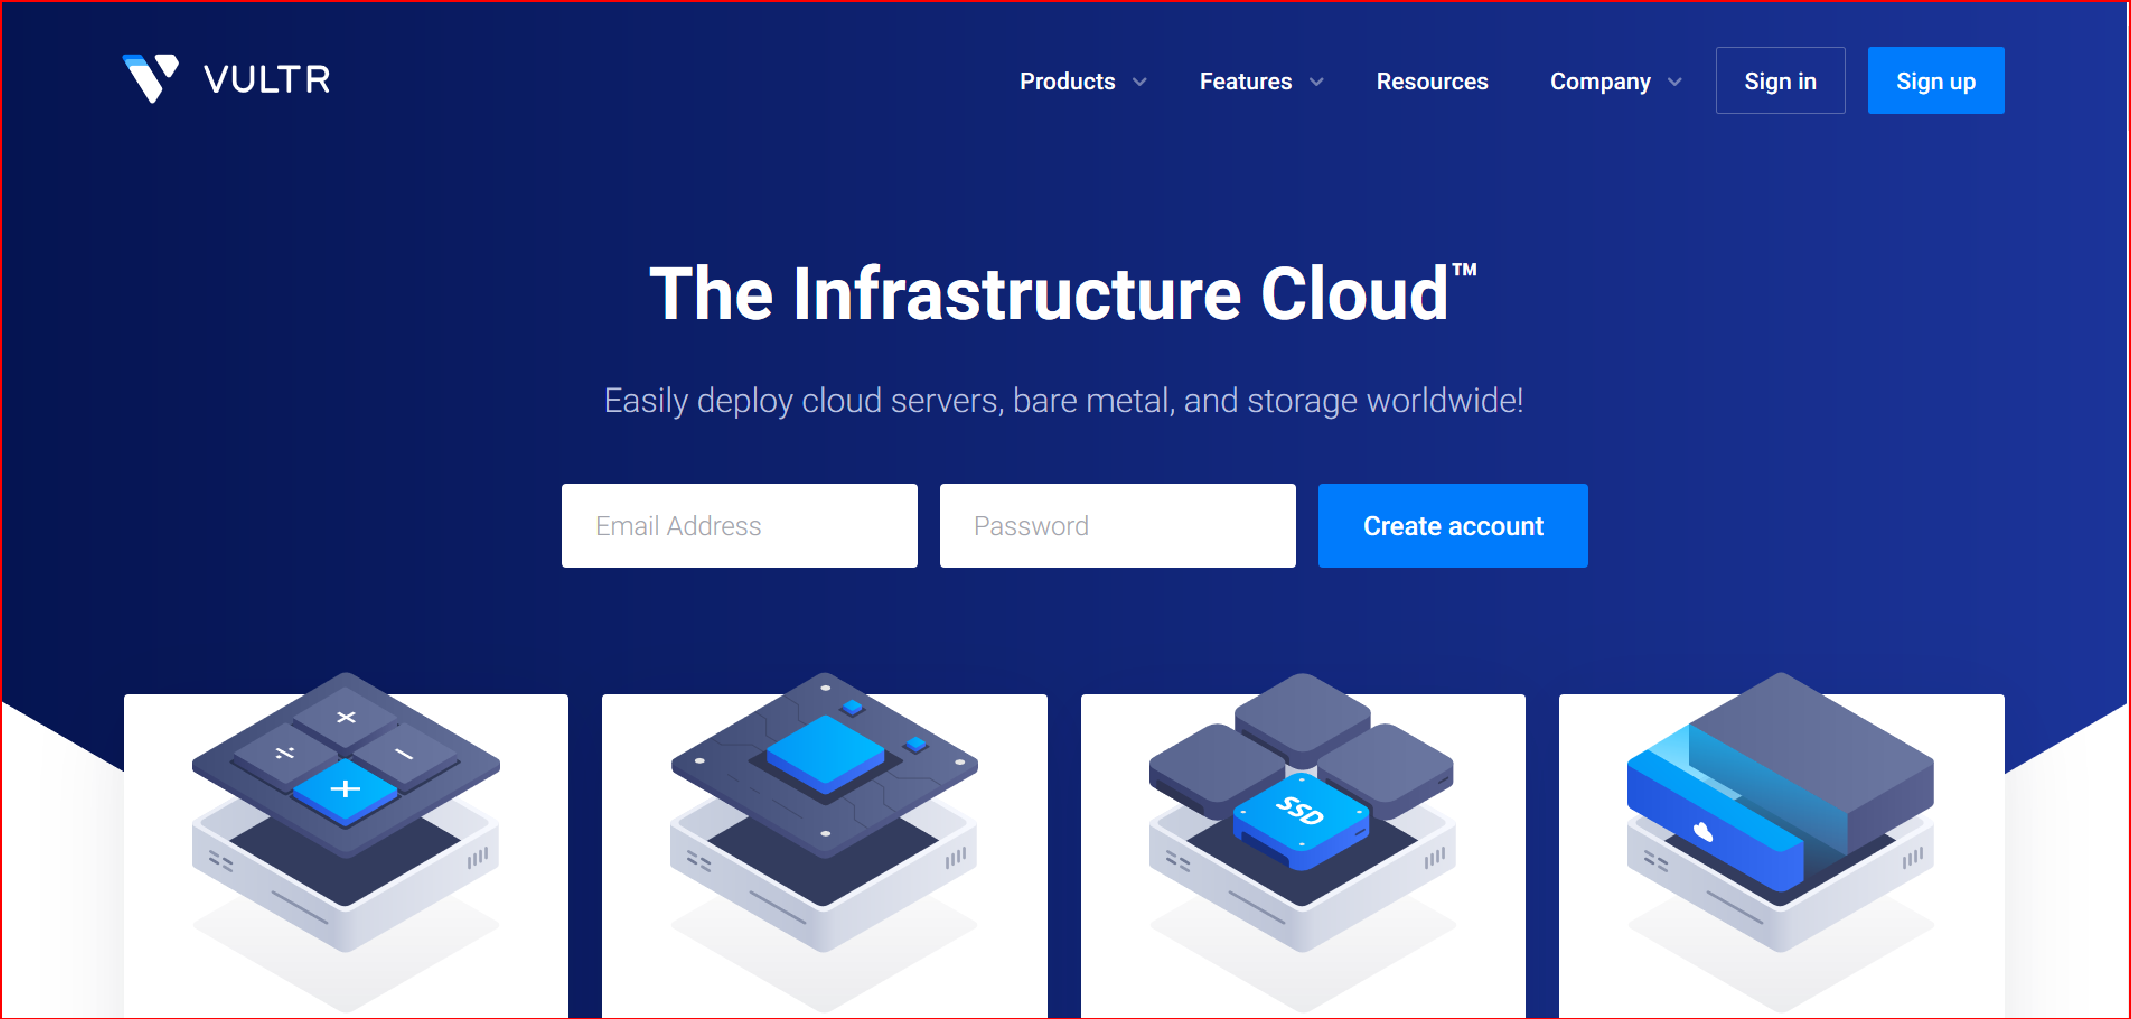 VULTR
Products Features Resources Company Sign in Sign up
The Infrastructure Cloud™
Easily deploy cloud servers, bare metal, and storage worldwide!
Email Address Password Create account
× ÷ − +
SSD